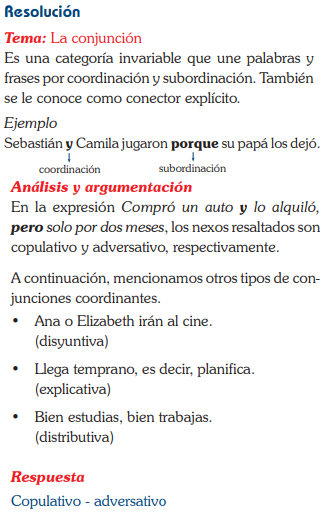 Resolución
Tema: La conjunción
Es una categoría invariable que une palabras y
frases por coordinación y subordinación. También
se le conoce como conector explícito.
Ejemplo
Sebastián y Camila jugaron porque su papá los dejó.
coordinación subordinación
Análisis y argumentación
En la expresión Compró un auto y lo alquiló,
pero solo por dos meses, los nexos resaltados son
copulativo y adversativo, respectivamente.
A continuación, mencionamos otros tipos de con-
junciones coordinantes.
• Ana o Elizabeth irán al cine.
(disyuntiva)
• Llega temprano, es decir, planifica.
(explicativa)
• Bien estudias, bien trabajas.
(distributiva)
Respuesta
Copulativo - adversativo